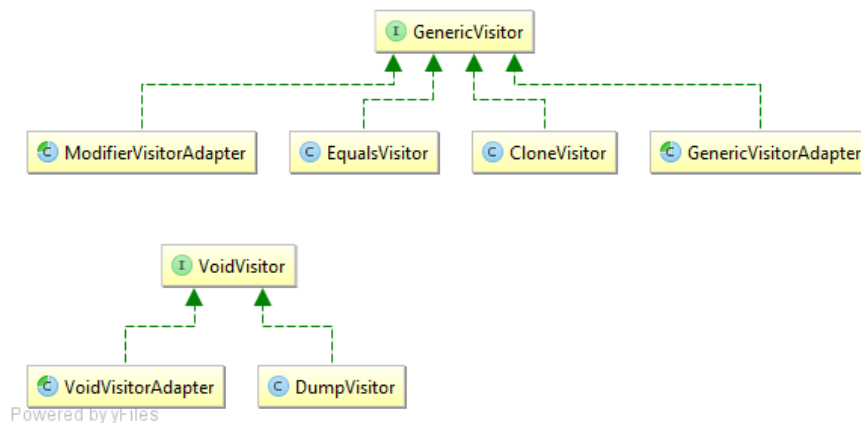 I GenericVisitor
C ModifierVisitorAdapter
C EqualsVisitor
C CloneVisitor
C GenericVisitorAdapter
I VoidVisitor
C VoidVisitorAdapter
C DumpVisitor
Powered by yFiles